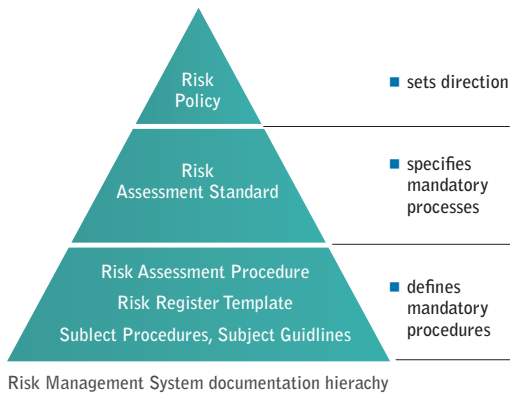 Risk
Policy
sets direction
Risk
Assessment Standard
specifies
mandatory
processes
Risk Assessment Procedure
Risk Register Template
Sublect Procedures, Subject Guidlines
defines
mandatory
procedures
Risk Management System documentation hierachy